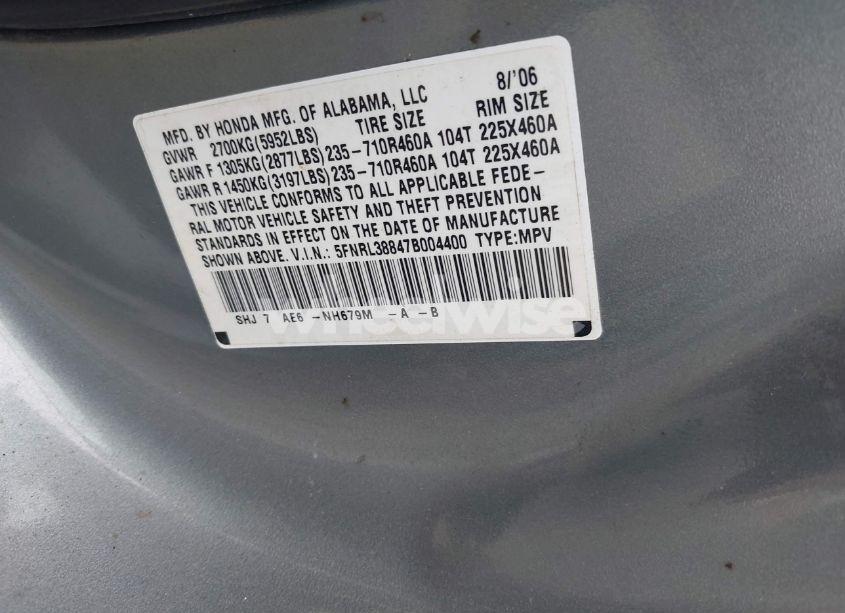 MFD. BY HONDA MFG. OF ALABAMA, LLC 8/'06
GVWR 2700KG(5952LBS) TIRE SIZE RIM SIZE
GAWR F 1305KG(2877LBS) 235-710R460A 104T 225X460A
GAWR R 1450KG(3197LBS) 235-710R460A 104T 225X460A
THIS VEHICLE CONFORMS TO ALL APPLICABLE FEDE-
RAL MOTOR VEHICLE SAFETY AND THEFT PREVENTION
STANDARDS IN EFFECT ON THE DATE OF MANUFACTURE
SHOWN ABOVE. V.I.N.: 5FNRL38847B004400 TYPE:MPV
SHJ 7 AE6 -NH679M -A -B
wheelwise